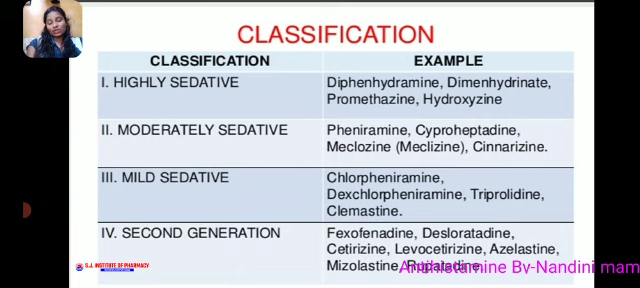 CLASSIFICATION
CLASSIFICATION EXAMPLE
I. HIGHLY SEDATIVE Diphenhydramine, Dimenhydrinate,
Promethazine, Hydroxyzine
II. MODERATELY SEDATIVE Pheniramine, Cyproheptadine,
Meclozine (Meclizine), Cinnarizine.
III. MILD SEDATIVE Chlorpheniramine,
Dexchlorpheniramine, Triprolidine,
Clemastine.
IV. SECOND GENERATION Fexofenadine, Desloratadine,
Cetirizine, Levocetirizine, Azelastine,
Mizolastine, Rupatadine.
S.J. INSTITUTE OF PHARMACY
Antihistamine By-Nandini mam